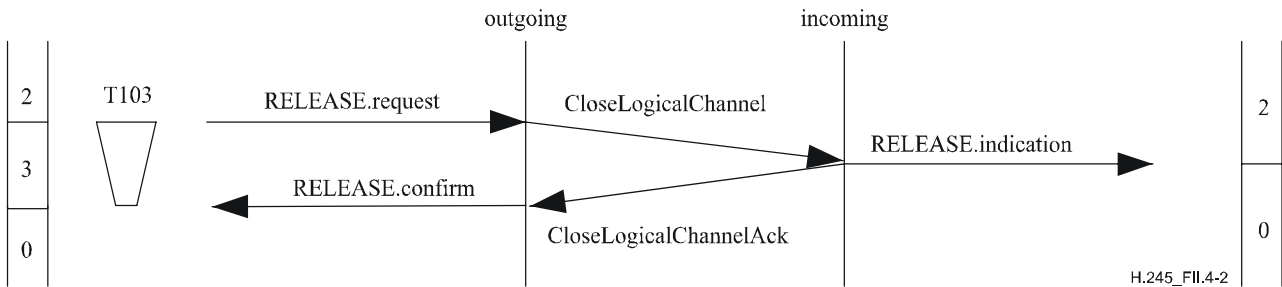 outgoing
incoming
2
T103
RELEASE.request
CloseLogicalChannel
2
3
RELEASE.indication
RELEASE.confirm
0
CloseLogicalChannelAck
0
H.245_FII.4-2